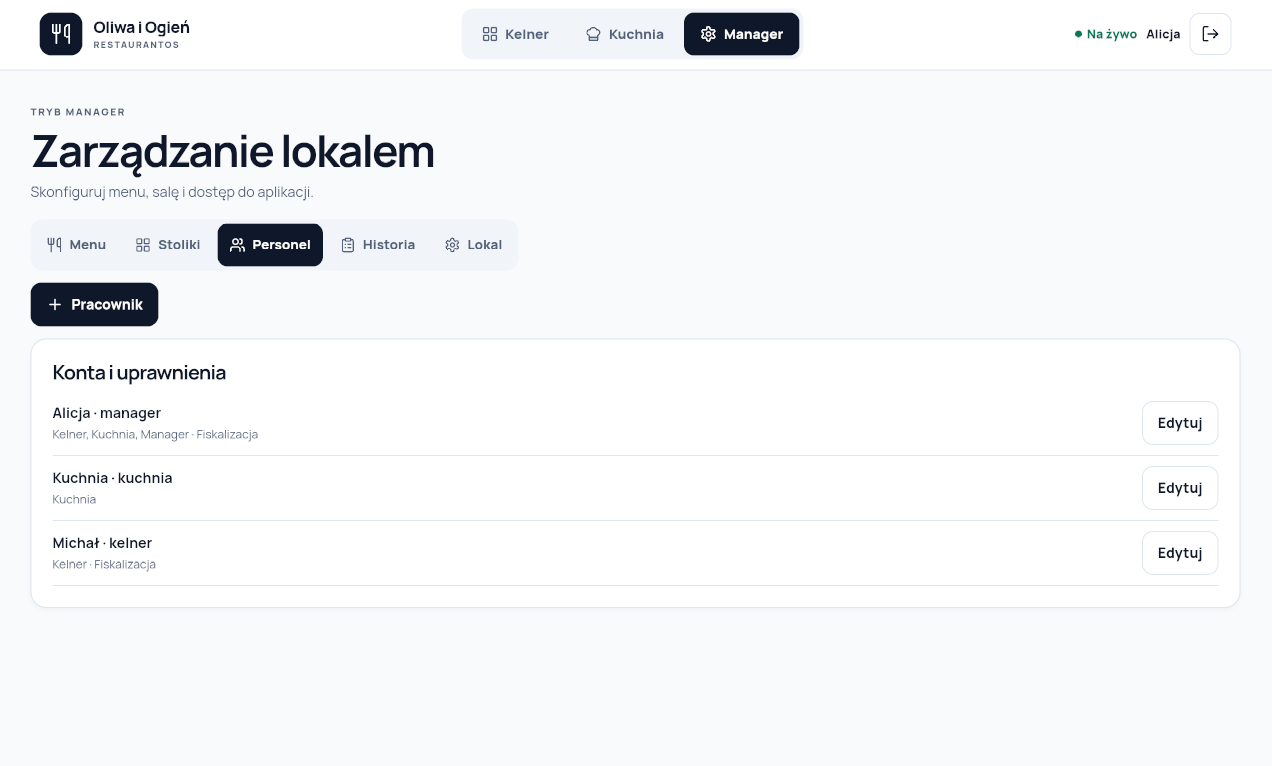 Oliwa i Ogień
RESTAURANTOS
Kelner
Kuchnia
Manager
Na żywo
Alicja
TRYB MANAGER
Zarządzanie lokalem
Skonfiguruj menu, salę i dostęp do aplikacji.
Menu
Stoliki
Personel
Historia
Lokal
Pracownik
Konta i uprawnienia
Alicja · manager
Kelner, Kuchnia, Manager · Fiskalizacja
Edytuj
Kuchnia · kuchnia
Kuchnia
Edytuj
Michał · kelner
Kelner · Fiskalizacja
Edytuj